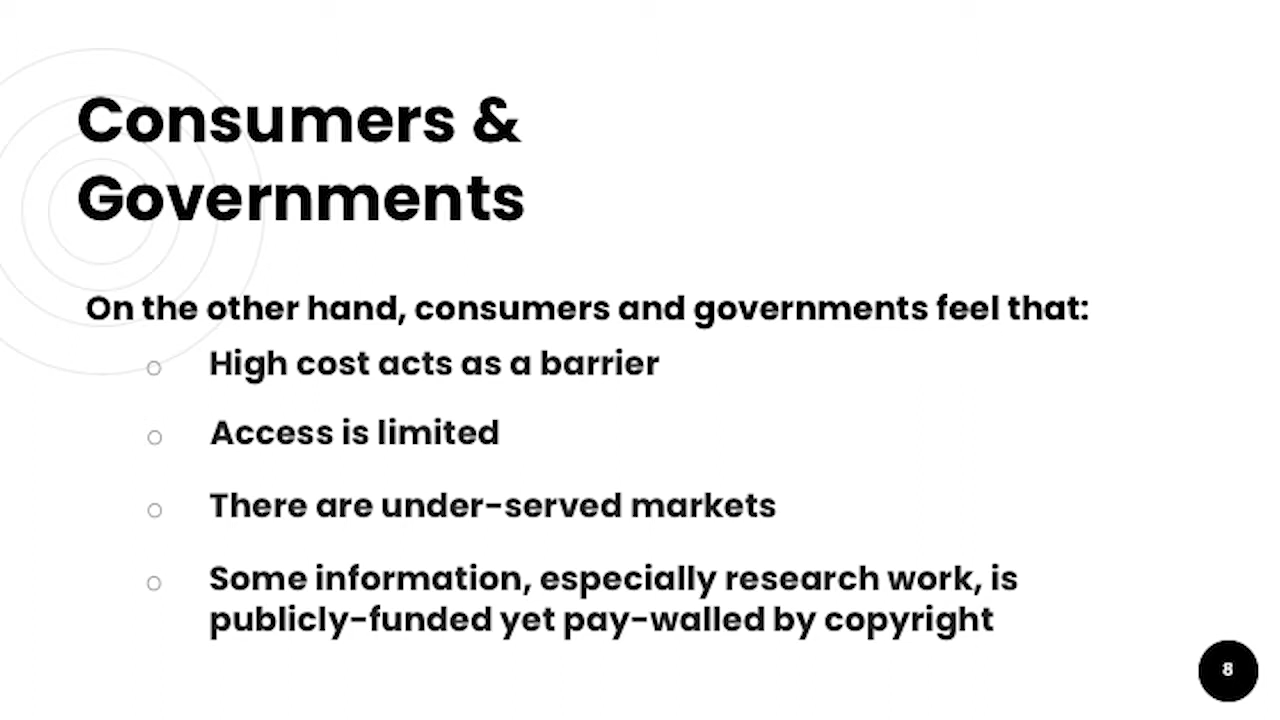 Consumers &
Governments
On the other hand, consumers and governments feel that:
High cost acts as a barrier
Access is limited
There are under-served markets
Some information, especially research work, is
publicly-funded yet pay-walled by copyright
8